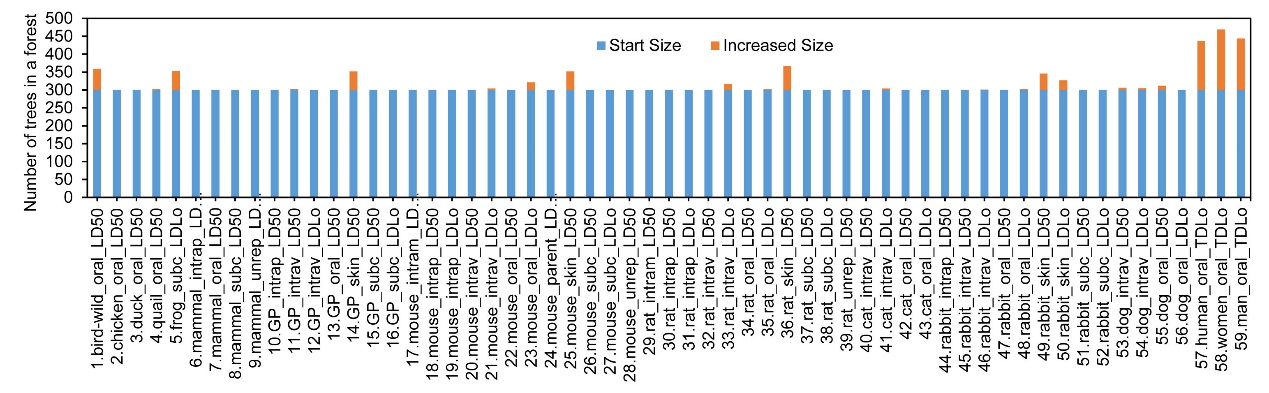 Number of trees in a forest
500
450
400
350
300
250
200
150
100
50
0
Start Size
Increased Size
1.bird-wild_oral_LD50
2.chicken_oral_LD50
3.duck_oral_LD50
4.quail_oral_LD50
5.frog_subc_LDLo
6.mammal_intrap_LD...
7.mammal_oral_LD50
8.mammal_subc_LD50
9.mammal_unrep_LD...
10.GP_intrap_LD50
11.GP_intrav_LD50
12.GP_intrav_LDLo
13.GP_oral_LD50
14.GP_skin_LD50
15.GP_subc_LD50
16.GP_subc_LDLo
17.mouse_intram_LD...
18.mouse_intrap_LD50
19.mouse_intrap_LDLo
20.mouse_intrav_LD50
21.mouse_intrav_LDLo
22.mouse_oral_LD50
23.mouse_oral_LDLo
24.mouse_parent_LD...
25.mouse_skin_LD50
26.mouse_subc_LD50
27.mouse_subc_LDLo
28.mouse_unrep_LD50
29.rat_intram_LD50
30.rat_intrap_LD50
31.rat_intrap_LDLo
32.rat_intrav_LD50
33.rat_intrav_LDLo
34.rat_oral_LD50
35.rat_oral_LDLo
36.rat_skin_LD50
37.rat_subc_LD50
38.rat_subc_LDLo
39.rat_unrep_LD50
40.cat_intrav_LD50
41.cat_intrav_LDLo
42.cat_oral_LD50
43.cat_oral_LDLo
44.rabbit_intrap_LD50
45.rabbit_intrav_LD50
46.rabbit_intrav_LDLo
47.rabbit_oral_LD50
48.rabbit_oral_LDLo
49.rabbit_skin_LD50
50.rabbit_skin_LDLo
51.rabbit_subc_LD50
52.rabbit_subc_LDLo
53.dog_intrav_LD50
54.dog_intrav_LDLo
55.dog_oral_LD50
56.dog_oral_LDLo
57.human_oral_TDLo
58.women_oral_TDLo
59.man_oral_TDLo